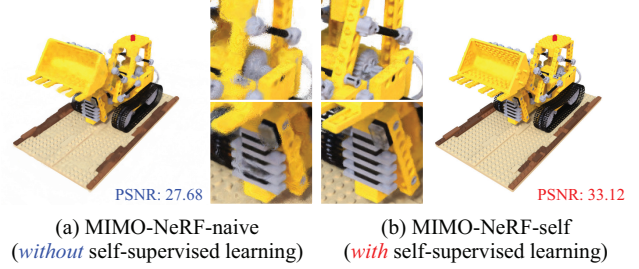 PSNR: 27.68
PSNR: 33.12
(a) MIMO-NeRF-naive
(without self-supervised learning)
(b) MIMO-NeRF-self
(with self-supervised learning)